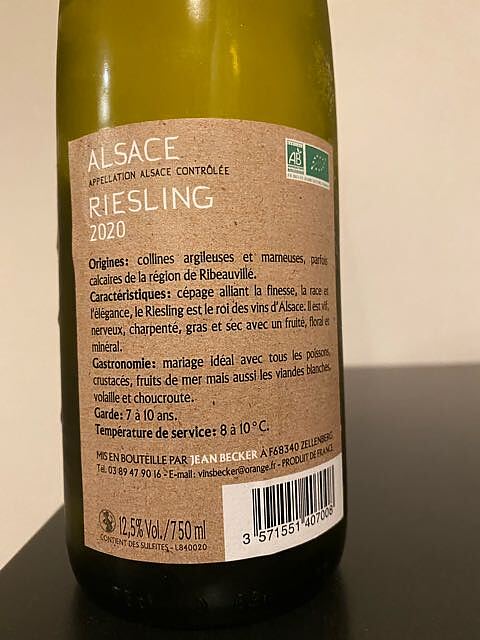 ALSACE
APPELLATION ALSACE CONTRÔLÉE
RIESLING
2020
AB
Origines: collines argileuses et marneuses, parfois
calcaires de la région de Ribeauvillé.
Caractéristiques: cépage alliant la finesse, la race et
l'élégance, le Riesling est le roi des vins d'Alsace. Il est vif,
nerveux, charpenté, gras et sec avec un fruité, floral et
minéral.
Gastronomie: mariage idéal avec tous les poissons,
crustacés, fruits de mer mais aussi les viandes blanches,
volaille et choucroute.
Garde: 7 à 10 ans.
Température de service: 8 à 10°C.
MIS EN BOUTEILLE PAR JEAN BECKER À F68340 ZELLENBERG
Tél. 03 89 47 90 16 - E-mail: vinsbecker@orange.fr - PRODUIT DE FRANCE
12,5% Vol./750 ml
CONTIENT DES SULFITES - L840020
3 571551 407008